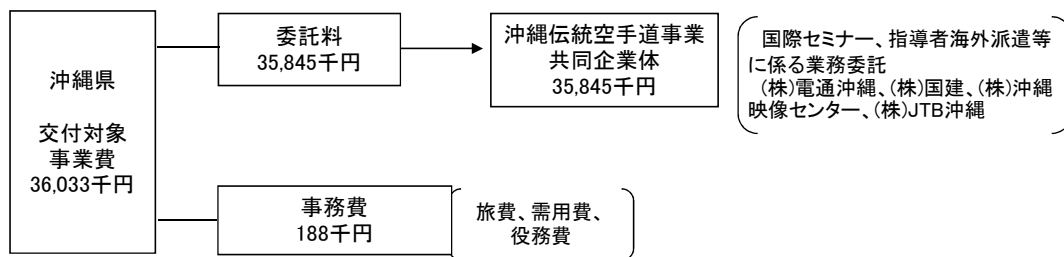 沖縄県
交付対象
事業費
36,033千円
委託料
35,845千円
沖縄伝統空手道事業
共同企業体
35,845千円
国際セミナー、指導者海外派遣等
に係る業務委託
(株)電通沖縄、(株)国建、(株)沖縄
映像センター、(株)JTB沖縄
事務費
188千円
旅費、需用費、
役務費